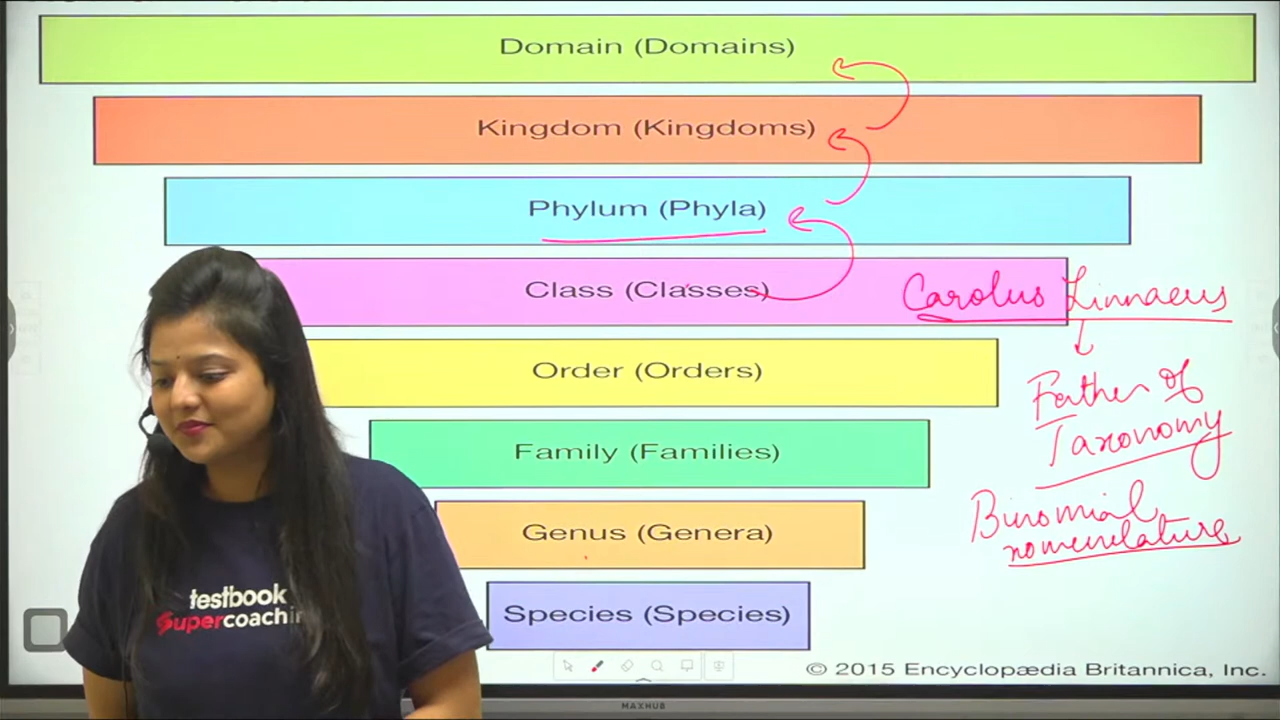 Domain (Domains)
Kingdom (Kingdoms)
Phylum (Phyla)
Class (Classes)
Carolus Linnaeus
Order (Orders)
Father of
Taxonomy
Family (Families)
Binomial
nomenclature
Genus (Genera)
Species (Species)
testbook
Supercoachin
© 2015 Encyclopædia Britannica, Inc.
MAXHUB